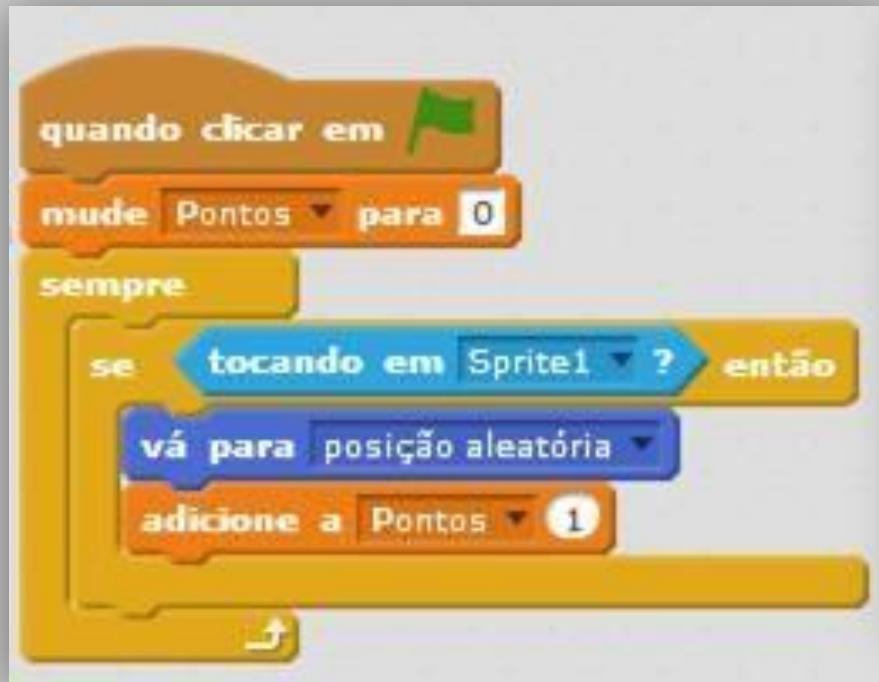 quando clicar em
mude Pontos para 0
sempre
se tocando em Sprite1 ? então
vá para posição aleatória
adicione a Pontos 1